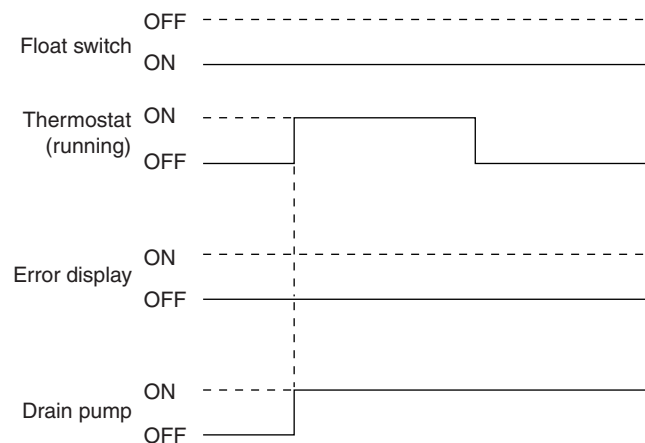 OFF
Float switch
ON
Thermostat ON
(running)
OFF
ON
Error display
OFF
ON
Drain pump
OFF